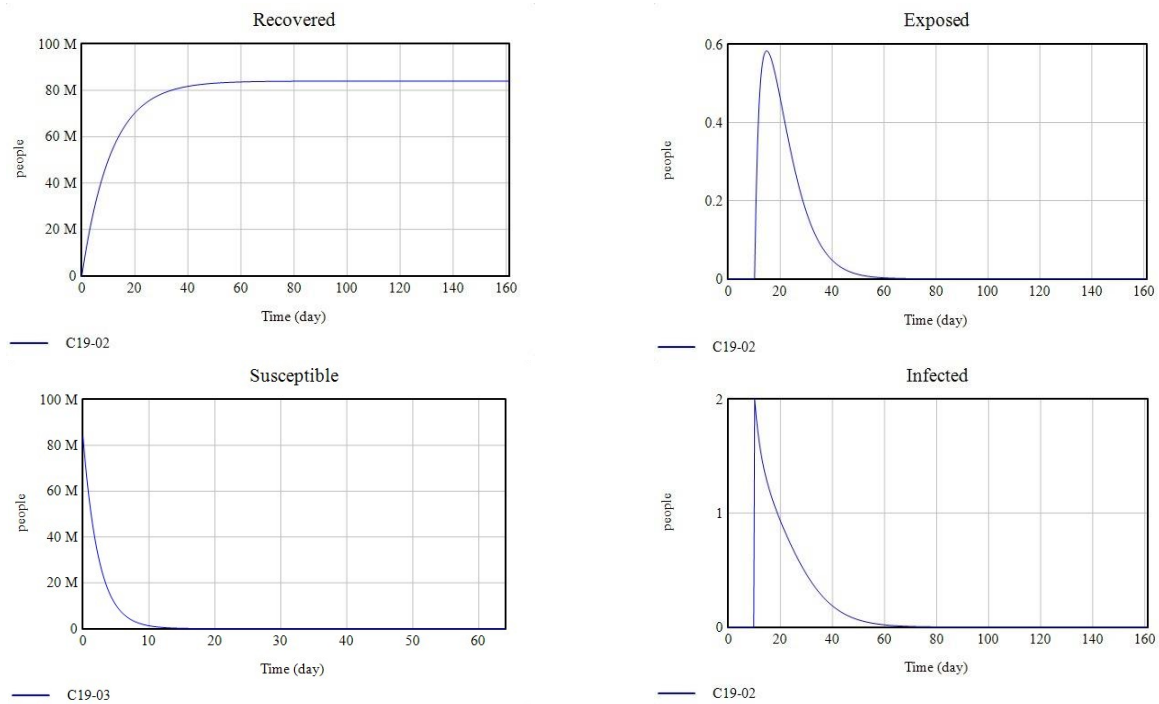 Recovered
100 M
80 M
60 M
40 M
20 M
0
people
0 20 40 60 80 100 120 140 160
Time (day)
C19-02
Exposed
0.6
0.4
0.2
0
people
0 20 40 60 80 100 120 140 160
Time (day)
C19-02
Susceptible
100 M
80 M
60 M
40 M
20 M
0
people
0 10 20 30 40 50 60
Time (day)
C19-03
Infected
2
1
0
people
0 20 40 60 80 100 120 140 160
Time (day)
C19-02